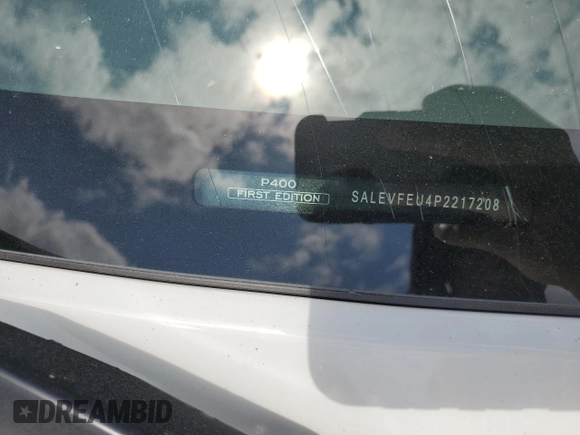 P400
FIRST EDITION
SALEVFEU4P2217208
DREAMBID